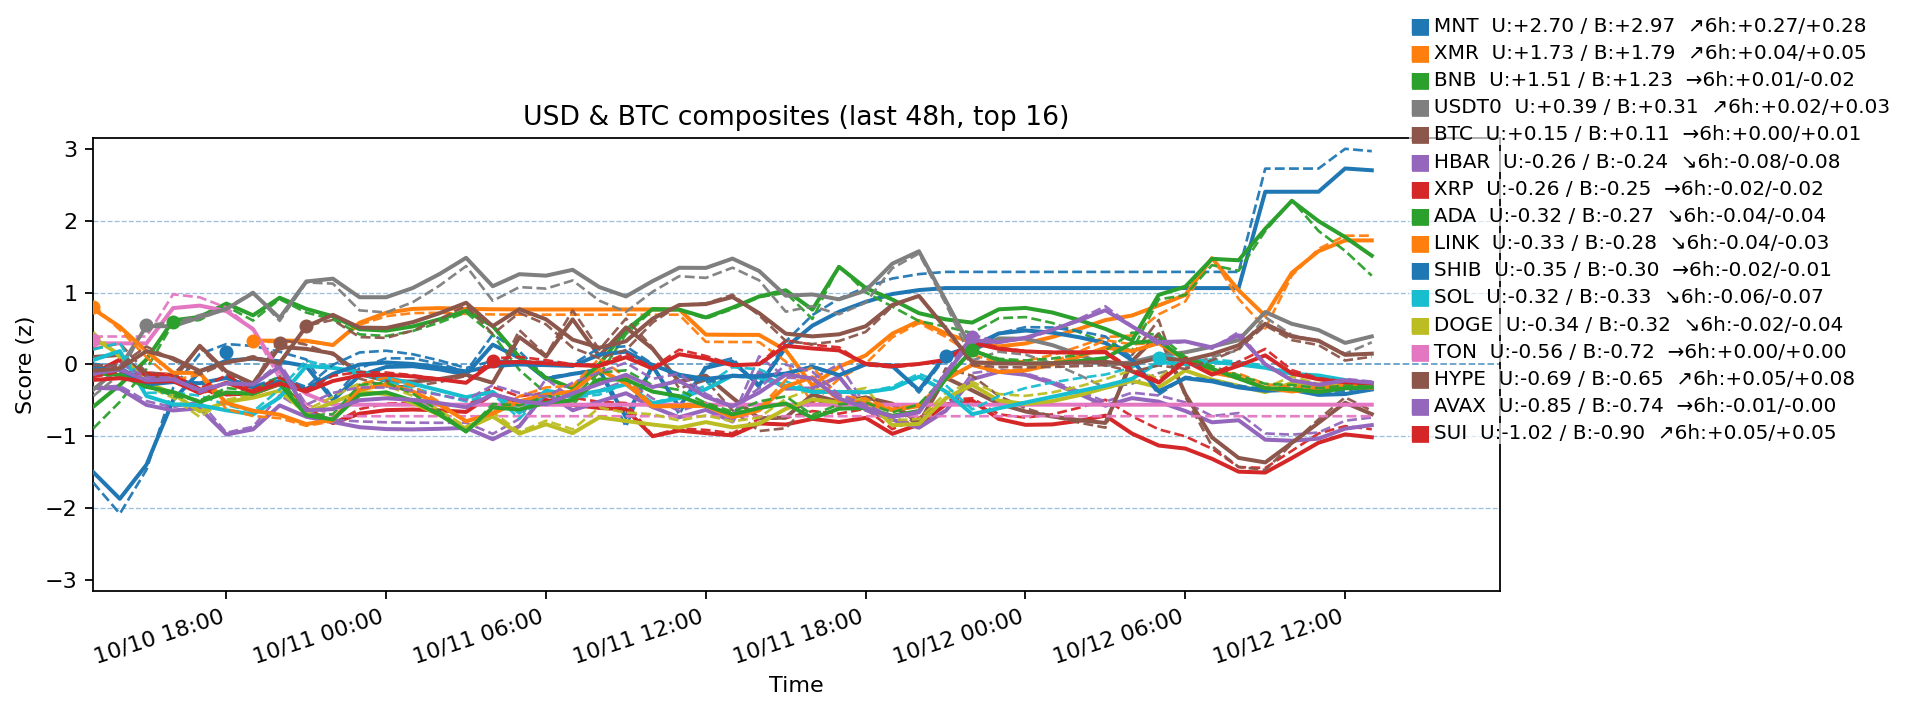 MNT U:+2.70 / B:+2.97 ↗6h:+0.27/+0.28
XMR U:+1.73 / B:+1.79 ↗6h:+0.04/+0.05
BNB U:+1.51 / B:+1.23 →6h:+0.01/-0.02
USDT0 U:+0.39 / B:+0.31 ↗6h:+0.02/+0.03
BTC U:+0.15 / B:+0.11 →6h:+0.00/+0.01
HBAR U:-0.26 / B:-0.24 ↘6h:-0.08/-0.08
XRP U:-0.26 / B:-0.25 →6h:-0.02/-0.02
ADA U:-0.32 / B:-0.27 ↘6h:-0.04/-0.04
LINK U:-0.33 / B:-0.28 ↘6h:-0.04/-0.03
SHIB U:-0.35 / B:-0.30 →6h:-0.02/-0.01
SOL U:-0.32 / B:-0.33 ↘6h:-0.06/-0.07
DOGE U:-0.34 / B:-0.32 ↘6h:-0.02/-0.04
TON U:-0.56 / B:-0.72 →6h:+0.00/+0.00
HYPE U:-0.69 / B:-0.65 ↗6h:+0.05/+0.08
AVAX U:-0.85 / B:-0.74 →6h:-0.01/-0.00
SUI U:-1.02 / B:-0.90 ↗6h:+0.05/+0.05
USD & BTC composites (last 48h, top 16)
Score (z)
3
2
1
0
−1
−2
−3
10/10 18:00
10/11 00:00
10/11 06:00
10/11 12:00
10/11 18:00
10/12 00:00
10/12 06:00
10/12 12:00
Time